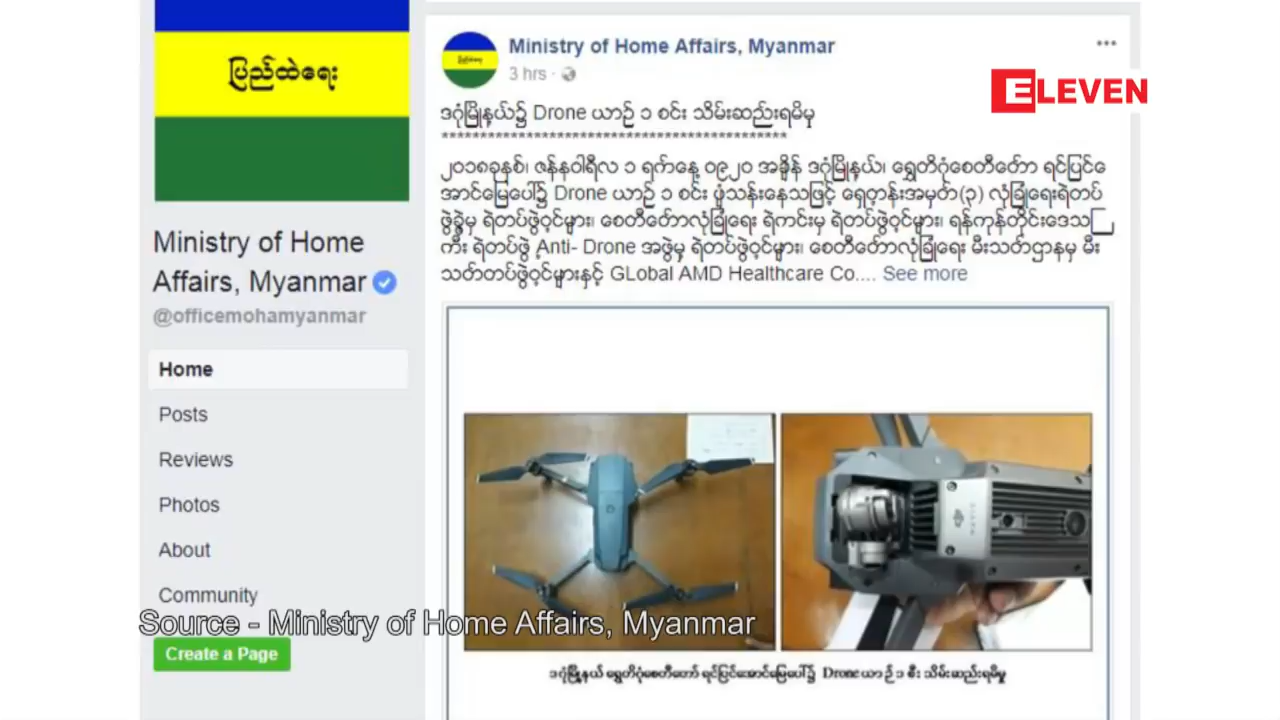 ပြည်ထဲရေး
Ministry of Home Affairs, Myanmar
3 hrs ·
ELEVEN
ဒဂုံမြို့နယ်၌ Drone ယာဉ် ၁ စင်း သိမ်းဆည်းရမိမှု
**********************************************
၂၀၁၈ခုနှစ်၊ ဇန်နဝါရီလ ၁ ရက်နေ့ ၀၉၂၀ အချိန် ဒဂုံမြို့နယ်၊ ရွှေတိဂုံစေတီတော် ရင်ပြင်
အောင်မြေပေါ်၌ Drone ယာဉ် ၁ စင်း ပျံသန်းနေသဖြင့် ရှေ့တန်းအမှတ်(၃) လုံခြုံရေးရဲတပ်
ဖွဲ့ခွဲမှ ရဲတပ်ဖွဲ့ဝင်များ၊ စေတီတော်လုံခြုံရေး ရဲကင်းမှ ရဲတပ်ဖွဲ့ဝင်များ၊ ရန်ကုန်တိုင်းဒေသကြ
ီး ရဲတပ်ဖွဲ့ Anti- Drone အဖွဲ့မှ ရဲတပ်ဖွဲ့ဝင်များ၊ စေတီတော်လုံခြုံရေး မီးသတ်ဌာနမှ မီး
သတ်တပ်ဖွဲ့ဝင်များနှင့် GLobal AMD Healthcare Co.... See more
Ministry of Home
Affairs, Myanmar
@officemohamyanmar
Home
Posts
Reviews
Photos
About
Community
Create a Page
Source - Ministry of Home Affairs, Myanmar
ဒဂုံမြို့နယ် ရွှေတိဂုံစေတီတော် ရင်ပြင်အောင်မြေပေါ်၌ Drone ယာဉ် ၁ စီး သိမ်းဆည်းရမိမှု